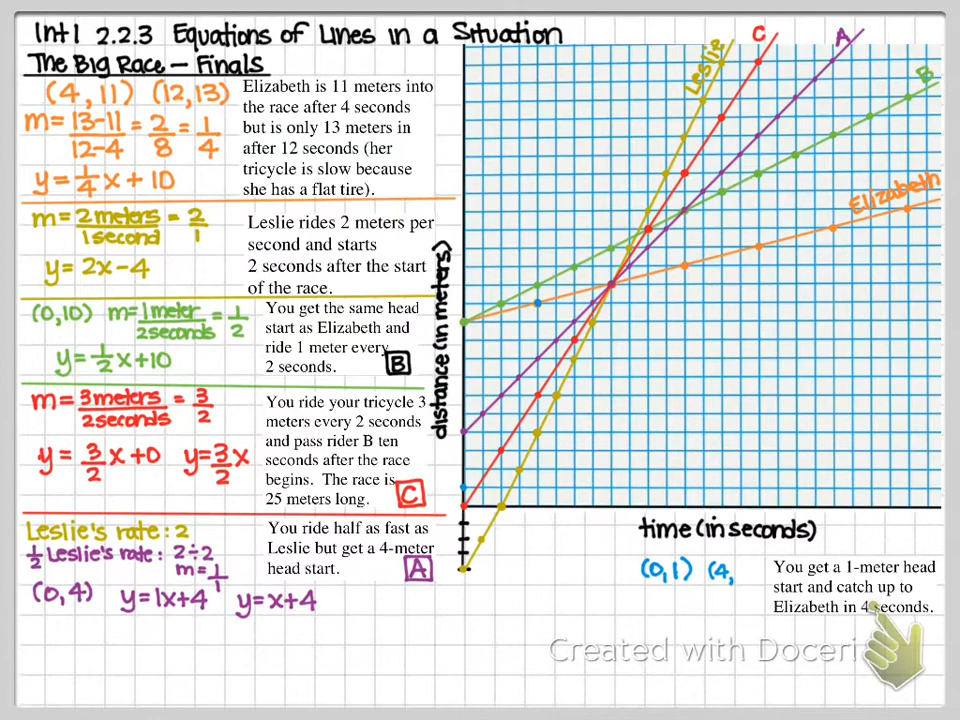 Int1 2.2.3 Equations of Lines in a Situation
The Big Race – Finals
(4, 11) (12, 13)
m = 13-11 = 2 = 1
12-4 8 4
y = 1/4 x + 10
Elizabeth is 11 meters into
the race after 4 seconds
but is only 13 meters in
after 12 seconds (her
tricycle is slow because
she has a flat tire).
m = 2 meters = 2
1 second 1
y = 2x - 4
Leslie rides 2 meters per
second and starts
2 seconds after the start
of the race.
(0,10) m = 1 meter = 1
2 seconds 2
y = 1/2 x + 10
You get the same head
start as Elizabeth and
ride 1 meter every
2 seconds.
B
m = 3 meters = 3
2 seconds 2
y = 3/2 x + 0 y = 3/2 x
You ride your tricycle 3
meters every 2 seconds
and pass rider B ten
seconds after the race
begins. The race is
25 meters long.
C
Leslie's rate: 2
1/2 Leslie's rate: 2 ÷ 2
m = 1/1
(0, 4) y = 1x + 4 y = x + 4
You ride half as fast as
Leslie but get a 4-meter
head start.
A
Leslie
C
A
B
Elizabeth
distance (in meters)
time (in seconds)
(0, 1) (4,
You get a 1-meter head
start and catch up to
Elizabeth in 4 seconds.
Created with Doceri